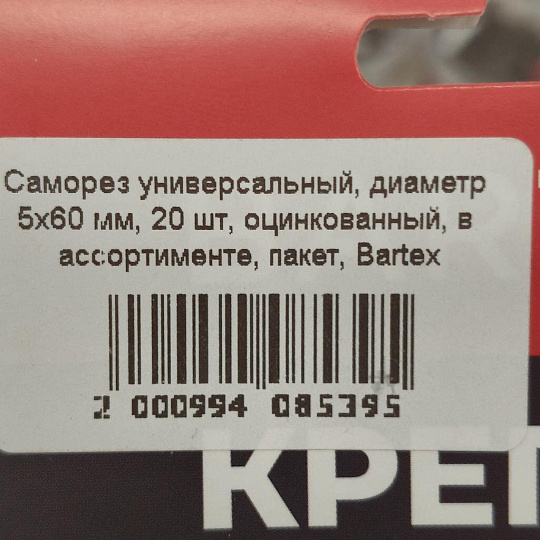 Саморез универсальный, диаметр
5х60 мм, 20 шт, оцинкованный, в
ассортименте, пакет, Bartex
2 000994 085395
КРЕП